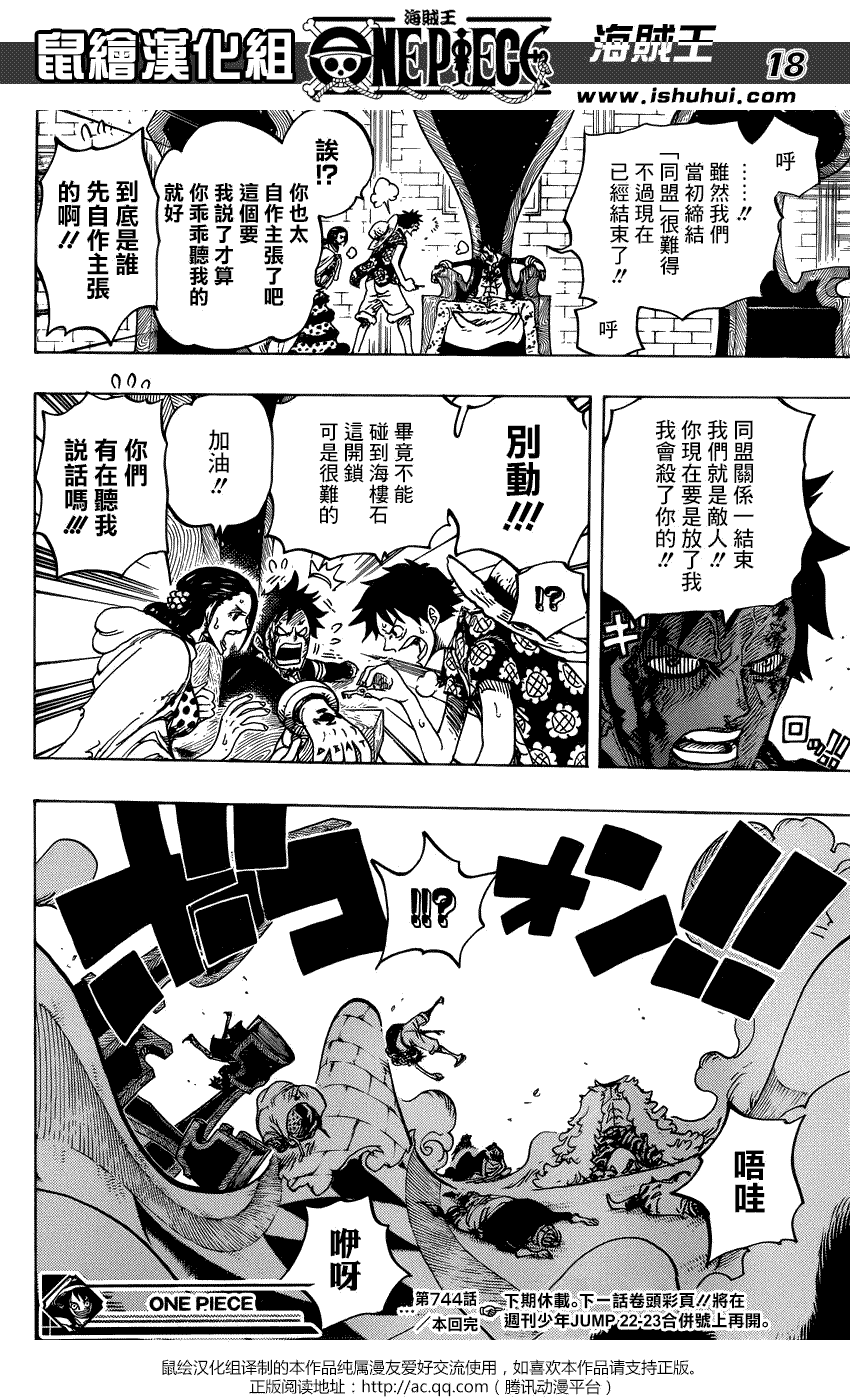 鼠繪漢化組
海賊王
ONE PIECE
海賊王
www.ishuhui.com
18
呼
……!!
雖然我們
當初締結
「同盟」很難得
不過現在
已經結束了!!
呼
誒!?
你也太
自作主張了吧
這個要
我說了才算
你乖乖聽我的
就好
到底是誰
先自作主張
的啊!!
同盟關係一結束
我們就是敵人!!
你現在要是放了我
我會殺了你的!!
ギロッ
別動!!!
!?
畢竟不能
碰到海樓石
這開鎖
可是很難的
加油!!
你們
有在聽我
說話嗎!!!
ボコォン!!
!!?
唔哇
咿呀
ONE PIECE
第744話
…／本回完
下期休載。下一話卷頭彩頁!!將在
週刊少年JUMP 22-23合併號上再開。
鼠绘汉化组译制的本作品纯属漫友爱好交流使用，如喜欢本作品请支持正版。
正版阅读地址：http://ac.qq.com（腾讯动漫平台）